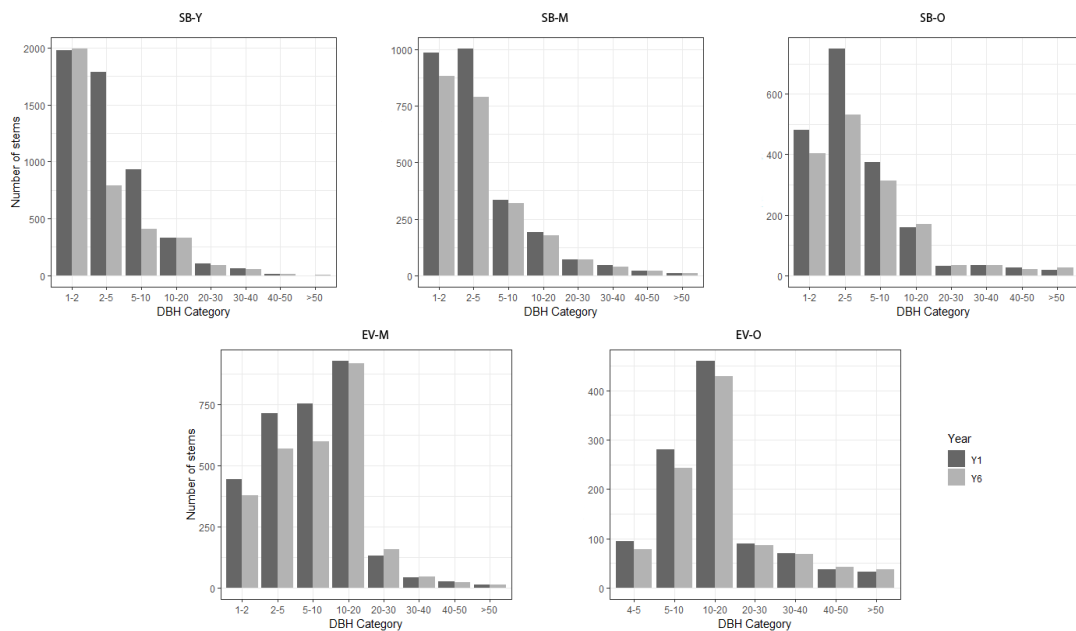 SB-Y
SB-M
SB-O
Number of stems
2000
1500
1000
500
0
1-2 2-5 5-10 10-20 20-30 30-40 40-50 >50
DBH Category
1000
750
500
250
0
1-2 2-5 5-10 10-20 20-30 30-40 40-50 >50
DBH Category
600
400
200
0
1-2 2-5 5-10 10-20 20-30 30-40 40-50 >50
DBH Category
EV-M
EV-O
Number of stems
750
500
250
0
1-2 2-5 5-10 10-20 20-30 30-40 40-50 >50
DBH Category
400
300
200
100
0
4-5 5-10 10-20 20-30 30-40 40-50 >50
DBH Category
Year
Y1
Y6